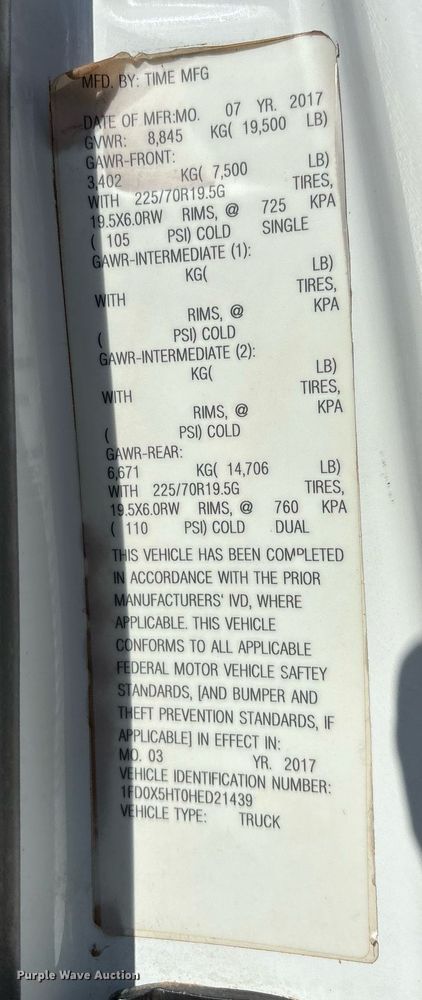 MFD. BY: TIME MFG
DATE OF MFR:MO. 07 YR. 2017
GVWR: 8,845 KG( 19,500 LB)
GAWR-FRONT:
3,402 KG( 7,500 LB)
WITH 225/70R19.5G TIRES,
19.5X6.0RW RIMS, @ 725 KPA
( 105 PSI) COLD SINGLE
GAWR-INTERMEDIATE (1):
KG( LB)
WITH TIRES,
RIMS, @ KPA
( PSI) COLD
GAWR-INTERMEDIATE (2):
KG( LB)
WITH TIRES,
RIMS, @ KPA
( PSI) COLD
GAWR-REAR:
6,671 KG( 14,706 LB)
WITH 225/70R19.5G TIRES,
19.5X6.0RW RIMS, @ 760 KPA
( 110 PSI) COLD DUAL
THIS VEHICLE HAS BEEN COMPLETED
IN ACCORDANCE WITH THE PRIOR
MANUFACTURERS' IVD, WHERE
APPLICABLE. THIS VEHICLE
CONFORMS TO ALL APPLICABLE
FEDERAL MOTOR VEHICLE SAFTEY
STANDARDS, [AND BUMPER AND
THEFT PREVENTION STANDARDS, IF
APPLICABLE] IN EFFECT IN:
MO. 03 YR. 2017
VEHICLE IDENTIFICATION NUMBER:
1FD0X5HT0HED21439
VEHICLE TYPE: TRUCK
Purple Wave Auction